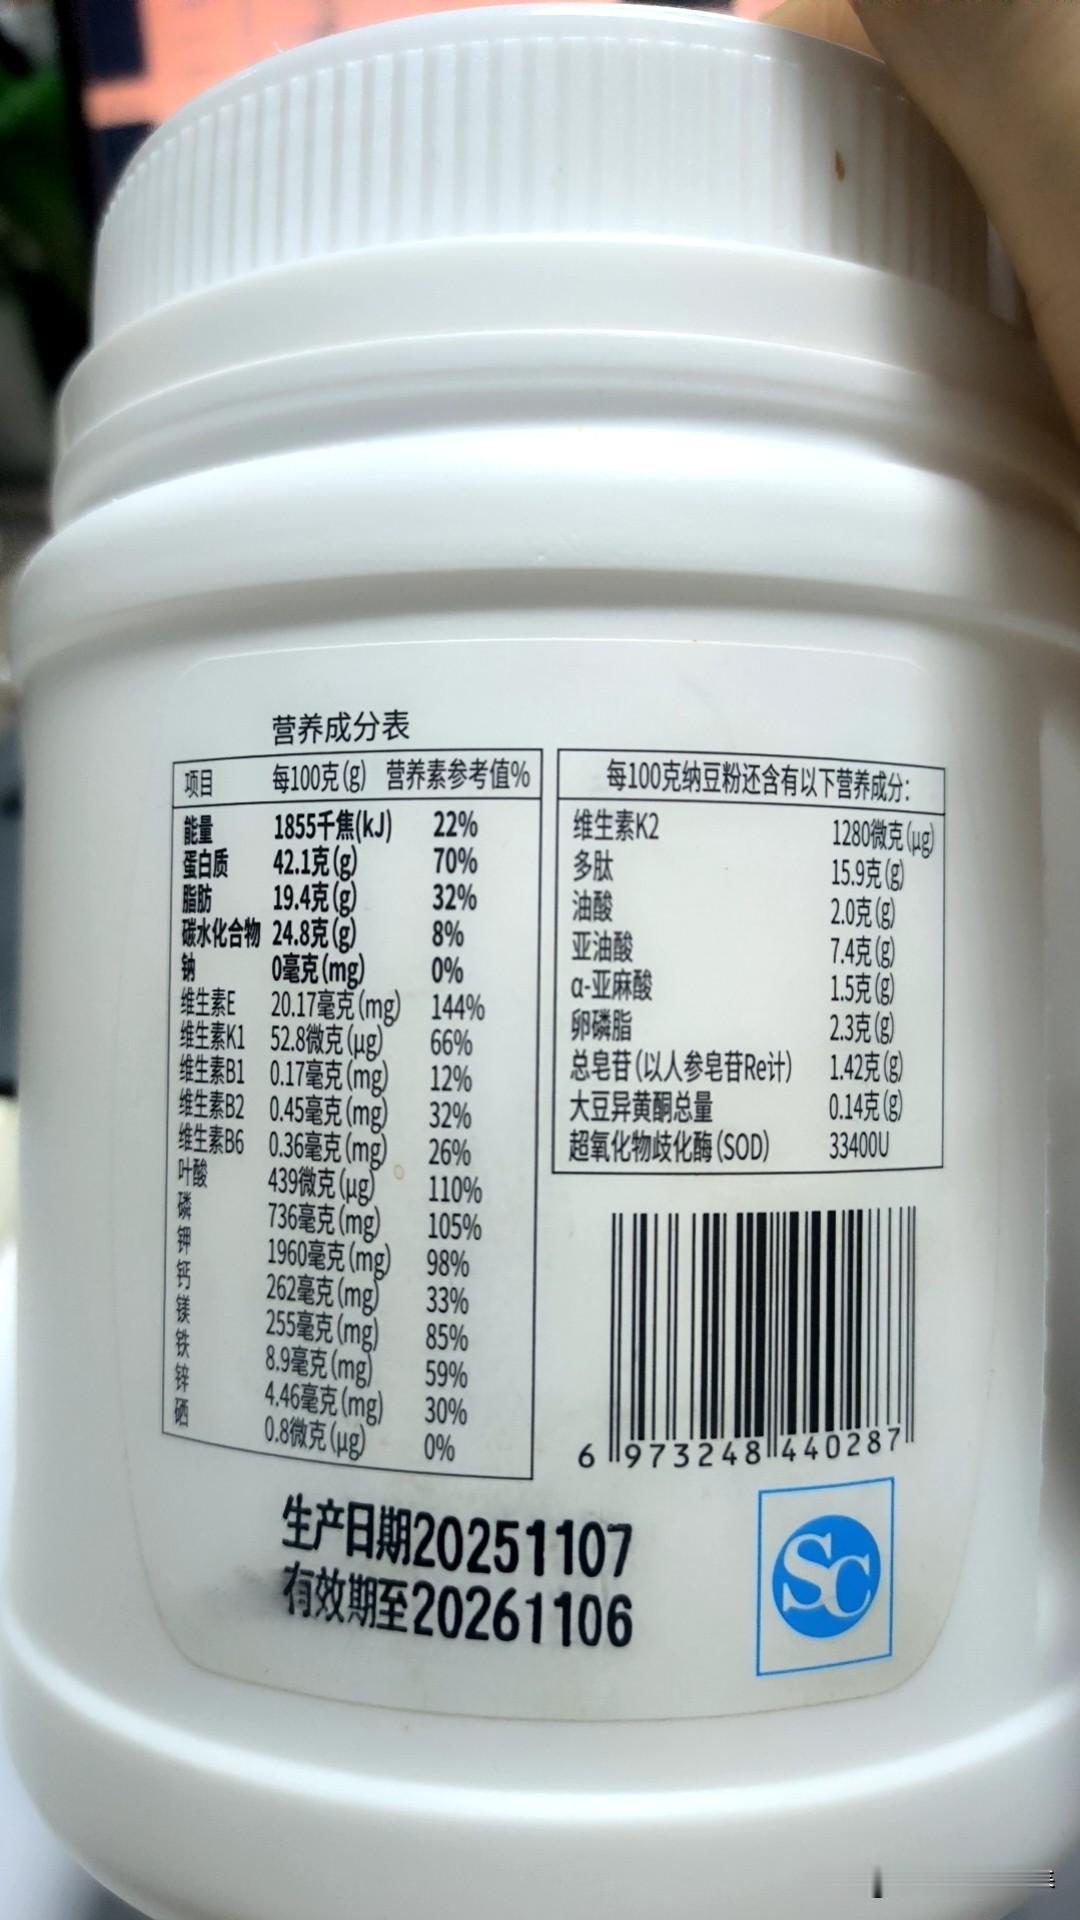 营养成分表
项目 每100克(g) 营养素参考值%
能量 1855千焦(kJ) 22%
蛋白质 42.1克(g) 70%
脂肪 19.4克(g) 32%
碳水化合物 24.8克(g) 8%
钠 0毫克(mg) 0%
维生素E 20.17毫克(mg) 144%
维生素K1 52.8微克(μg) 66%
维生素B1 0.17毫克(mg) 12%
维生素B2 0.45毫克(mg) 32%
维生素B6 0.36毫克(mg) 26%
叶酸 439微克(μg) 110%
磷 736毫克(mg) 105%
钾 1960毫克(mg) 98%
钙 262毫克(mg) 33%
镁 255毫克(mg) 85%
铁 8.9毫克(mg) 59%
锌 4.46毫克(mg) 30%
硒 0.8微克(μg) 0%
每100克纳豆粉还含有以下营养成分:
维生素K2 1280微克(μg)
多肽 15.9克(g)
油酸 2.0克(g)
亚油酸 7.4克(g)
α-亚麻酸 1.5克(g)
卵磷脂 2.3克(g)
总皂苷(以人参皂苷Re计) 1.42克(g)
大豆异黄酮总量 0.14克(g)
超氧化物歧化酶(SOD) 33400U
6 973248 440287
生产日期20251107
有效期至20261106
SC